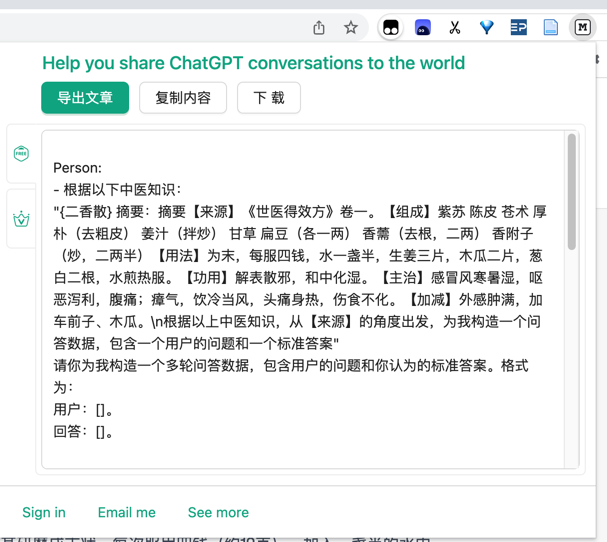 EP
M
Help you share ChatGPT conversations to the world
导出文章
复制内容
下 载
FREE
Person:
- 根据以下中医知识：
"{二香散} 摘要：摘要【来源】《世医得效方》卷一。【组成】紫苏 陈皮 苍术 厚
朴（去粗皮） 姜汁（拌炒） 甘草 扁豆（各一两） 香薷（去根，二两） 香附子
（炒，二两半）【用法】为末，每服四钱，水一盏半，生姜三片，木瓜二片，葱
白二根，水煎热服。【功用】解表散邪，和中化湿。【主治】感冒风寒暑湿，呕
恶泻利，腹痛；瘴气，饮冷当风，头痛身热，伤食不化。【加减】外感肿满，加
车前子、木瓜。\n根据以上中医知识，从【来源】的角度出发，为我构造一个问
答数据，包含一个用户的问题和一个标准答案"
请你为我构造一个多轮问答数据，包含用户的问题和你认为的标准答案。格式
为：
用户：[]。
回答：[]。
Sign in
Email me
See more